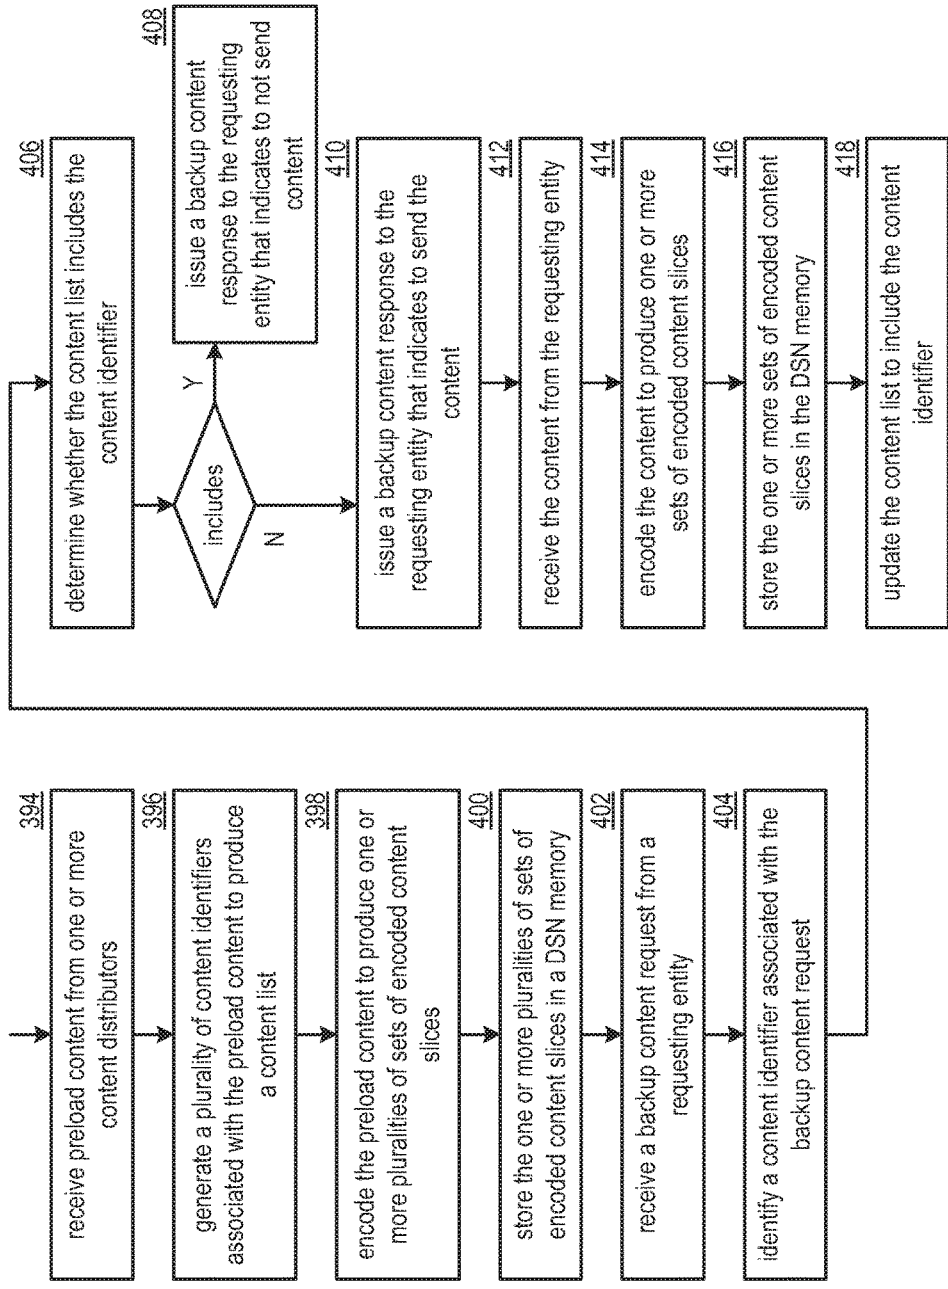 394
receive preload content from one or more
content distributors
396
generate a plurality of content identifiers
associated with the preload content to produce
a content list
398
encode the preload content to produce one or
more pluralities of sets of encoded content
slices
400
store the one or more pluralities of sets of
encoded content slices in a DSN memory
402
receive a backup content request from a
requesting entity
404
identify a content identifier associated with the
backup content request
406
determine whether the content list includes the
content identifier
includes
Y
N
408
issue a backup content
response to the requesting
entity that indicates to not send
content
410
issue a backup content response to the
requesting entity that indicates to send the
content
412
receive the content from the requesting entity
414
encode the content to produce one or more
sets of encoded content slices
416
store the one or more sets of encoded content
slices in the DSN memory
418
update the content list to include the content
identifier